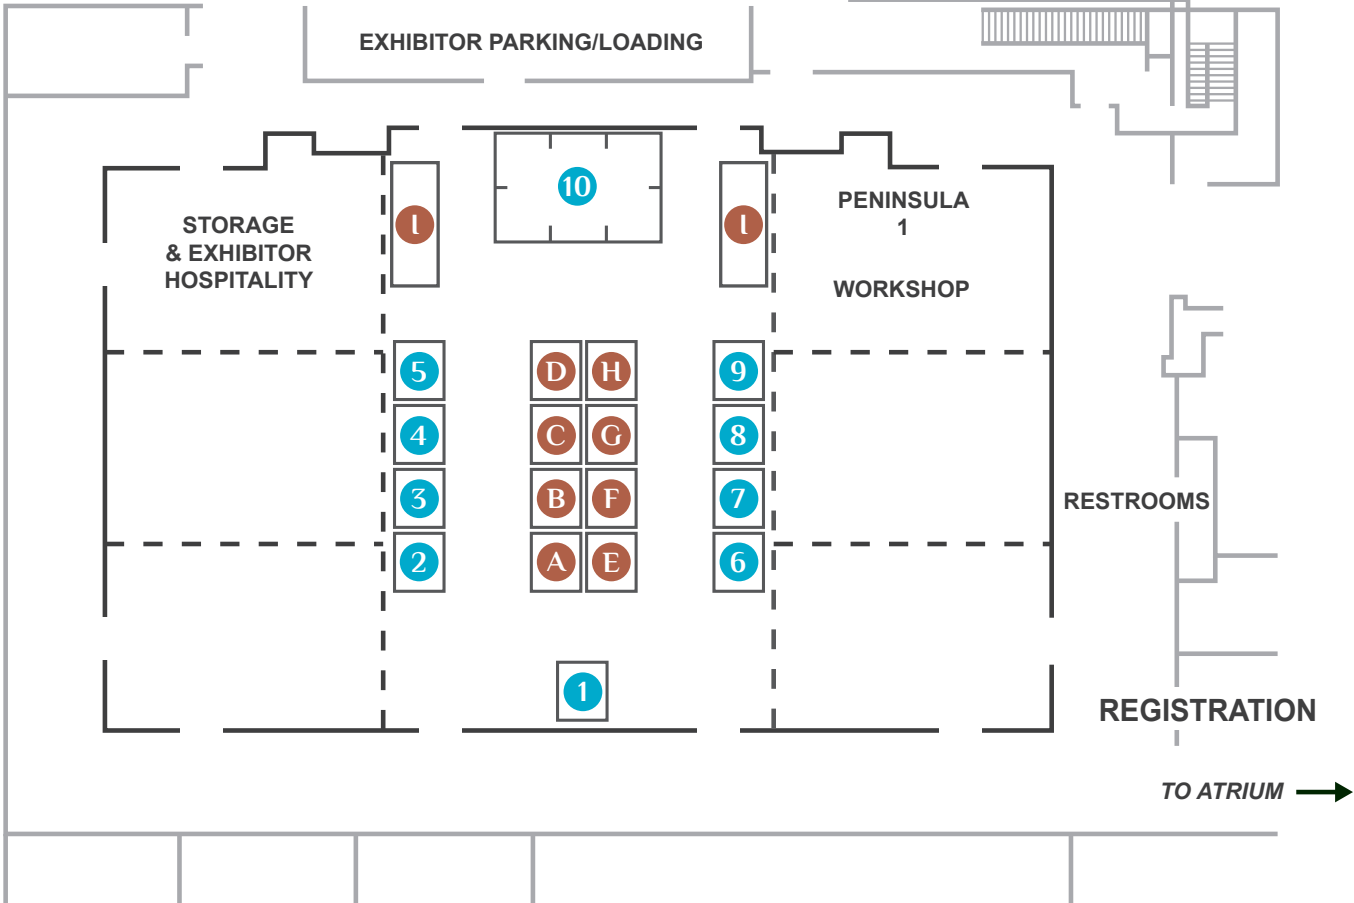 EXHIBITOR PARKING/LOADING
10
STORAGE
& EXHIBITOR
HOSPITALITY
I
I
PENINSULA
1
WORKSHOP
5
D
H
9
4
C
G
8
3
B
F
7
RESTROOMS
2
A
E
6
1
REGISTRATION
TO ATRIUM